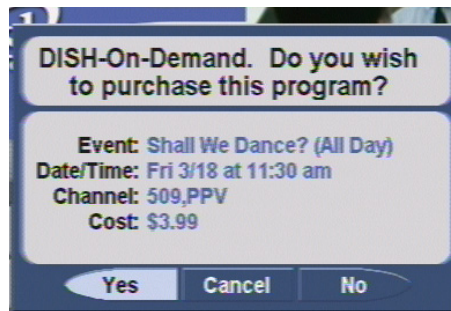 DISH-On-Demand. Do you wish
to purchase this program?
Event: Shall We Dance? (All Day)
Date/Time: Fri 3/18 at 11:30 am
Channel: 509,PPV
Cost: $3.99
Yes Cancel No